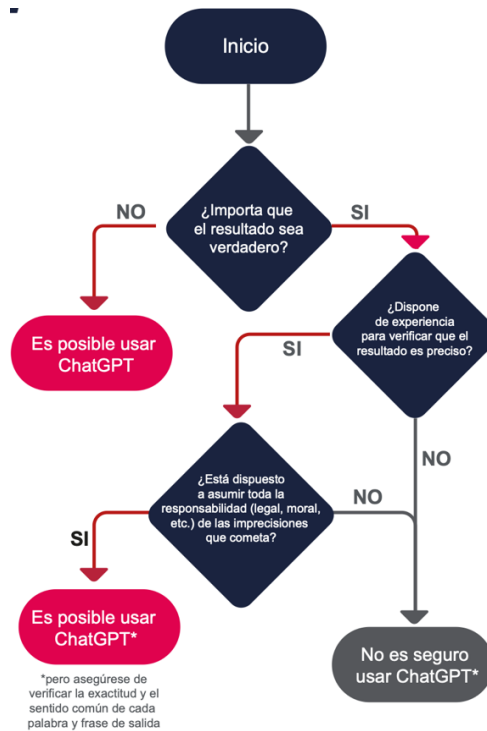 Inicio
¿Importa que
el resultado sea
verdadero?
NO
SI
Es posible usar
ChatGPT
¿Dispone
de experiencia
para verificar que el
resultado es preciso?
SI
NO
¿Está dispuesto
a asumir toda la
responsabilidad (legal, moral,
etc.) de las imprecisiones
que cometa?
NO
SI
Es posible usar
ChatGPT*
*pero asegúrese de
verificar la exactitud y el
sentido común de cada
palabra y frase de salida
No es seguro
usar ChatGPT*